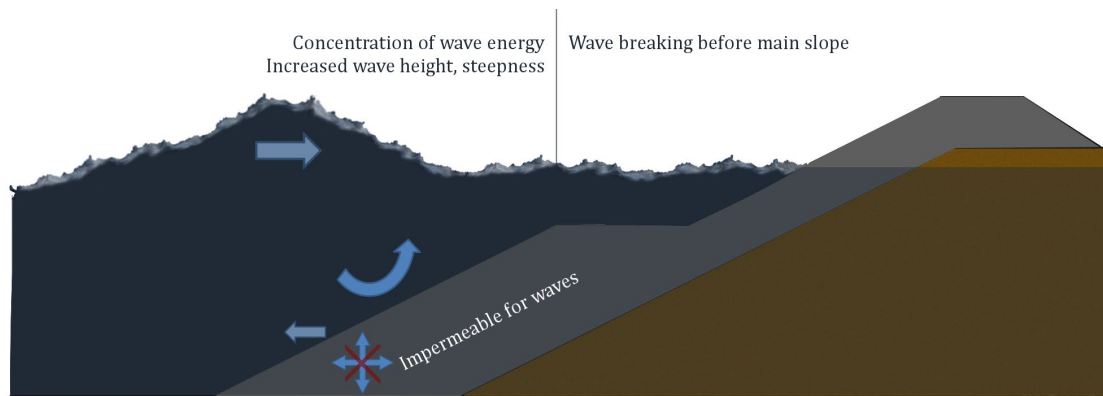 Concentration of wave energy
Increased wave height, steepness
Wave breaking before main slope
Impermeable for waves